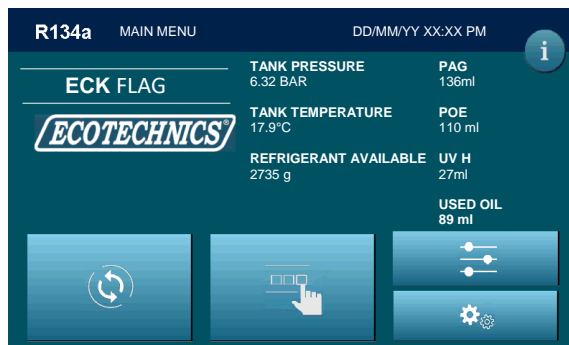 R134a MAIN MENU DD/MM/YY XX:XX PM
i
ECK FLAG
ECOTECHNICS
TANK PRESSURE
6.32 BAR
TANK TEMPERATURE
17.9°C
REFRIGERANT AVAILABLE
2735 g
PAG
136ml
POE
110 ml
UV H
27ml
USED OIL
89 ml